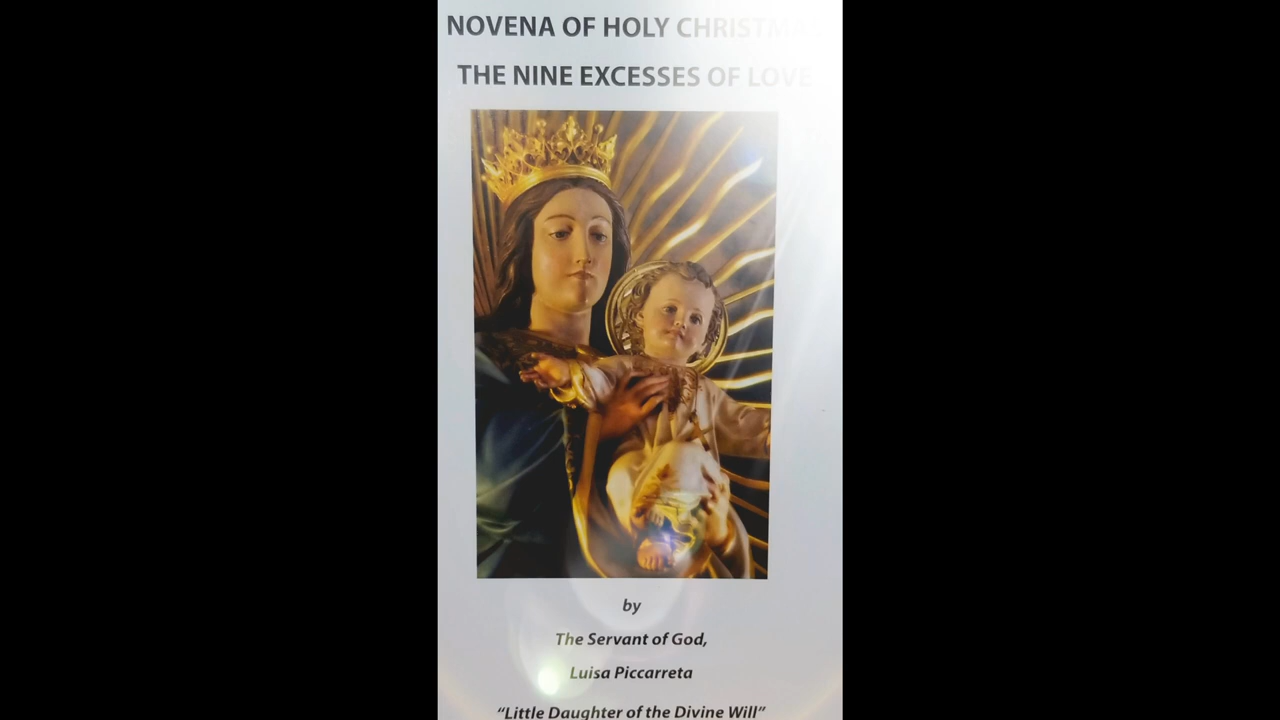 NOVENA OF HOLY CHRISTMA
THE NINE EXCESSES OF LOVE
by
The Servant of God,
Luisa Piccarreta
“Little Daughter of the Divine Will”